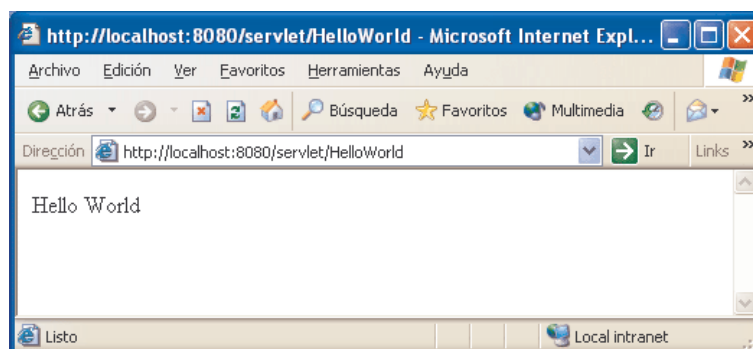 http://localhost:8080/servlet/HelloWorld - Microsoft Internet Expl...
Archivo Edición Ver Favoritos Herramientas Ayuda
Atrás Búsqueda Favoritos Multimedia »
Dirección http://localhost:8080/servlet/HelloWorld Ir Links »
Hello World
Listo Local intranet